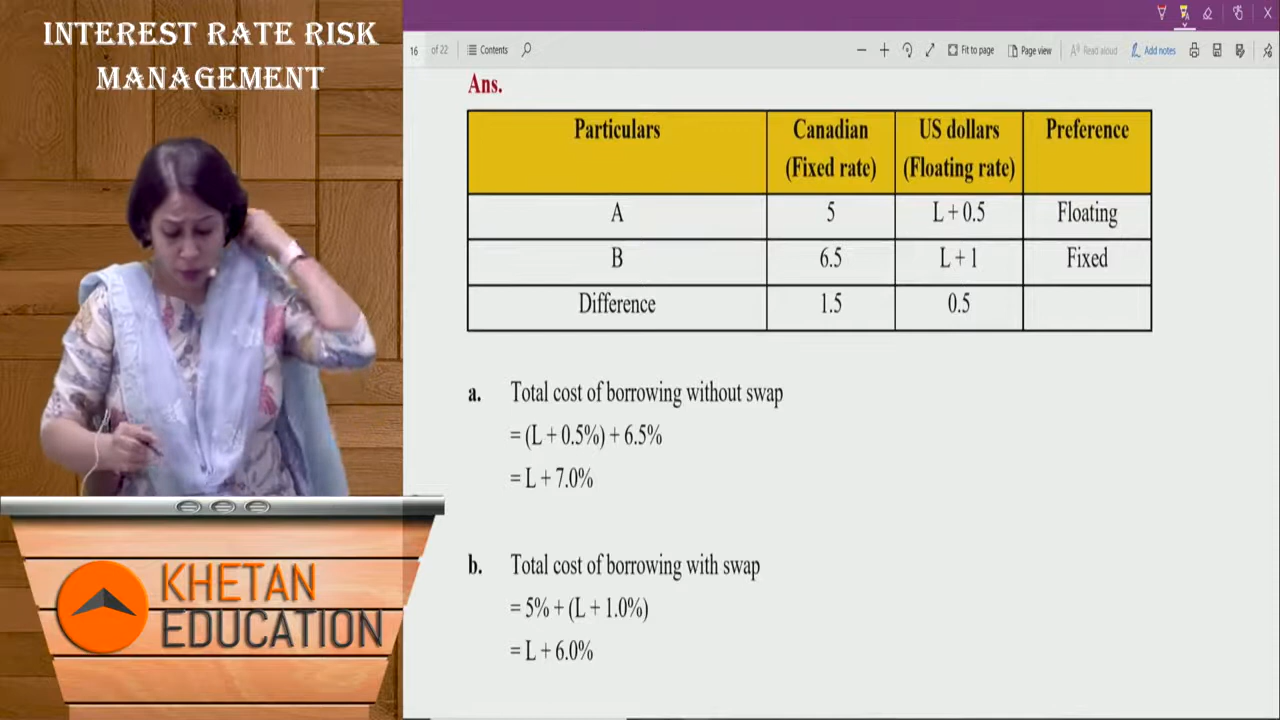 INTEREST RATE RISK
MANAGEMENT
16 of 22
Contents
Fit to page
Page view
Read aloud
Add notes
Ans.
Particulars Canadian (Fixed rate) US dollars (Floating rate) Preference
A 5 L + 0.5 Floating
B 6.5 L + 1 Fixed
Difference 1.5 0.5
a. Total cost of borrowing without swap
= (L + 0.5%) + 6.5%
= L + 7.0%
b. Total cost of borrowing with swap
= 5% + (L + 1.0%)
= L + 6.0%
KHETAN
EDUCATION